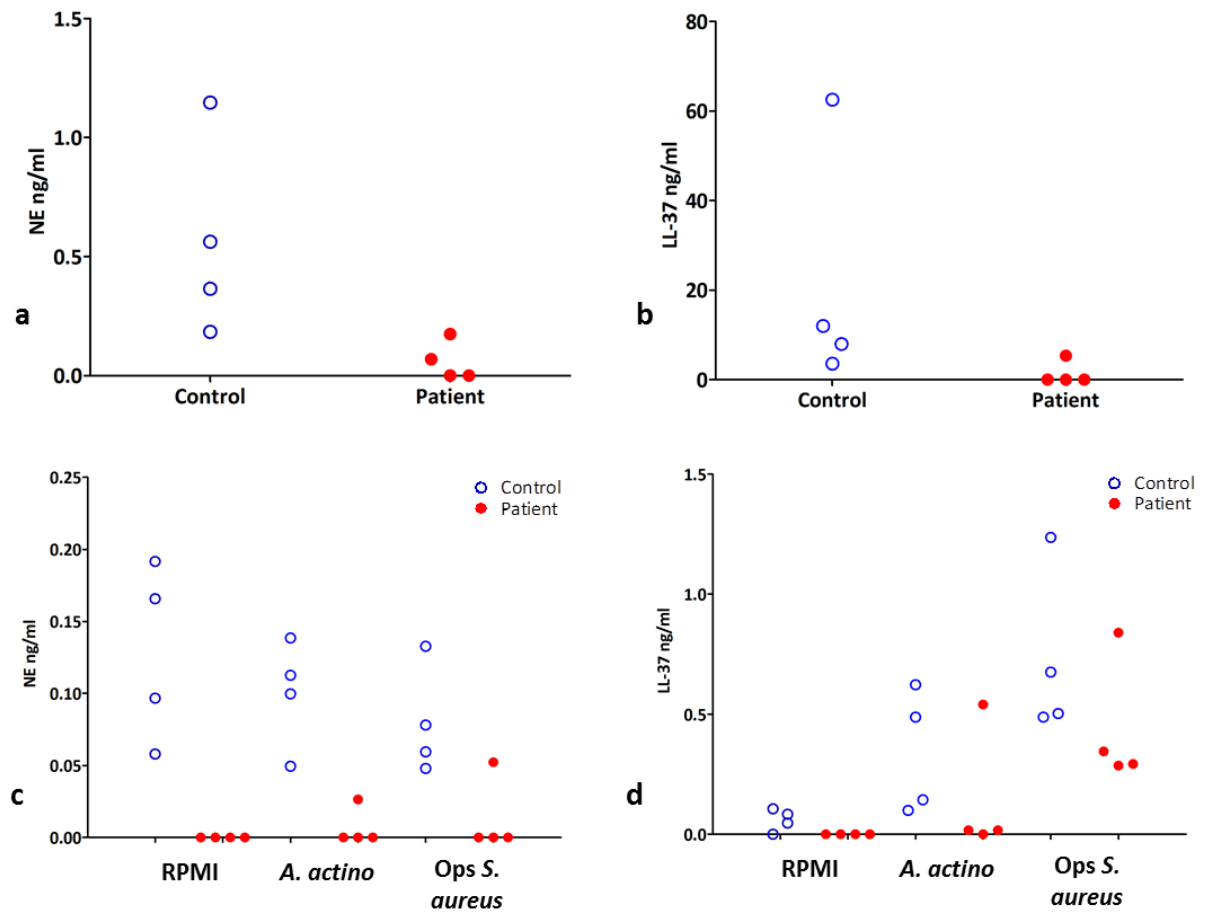 1.5
1.0
0.5
0.0
NE ng/ml
Control
Patient
a
80
60
40
20
0
LL-37 ng/ml
Control
Patient
b
0.25
0.20
0.15
0.10
0.05
0.00
NE ng/ml
Control
Patient
RPMI
A. actino
Ops S.
aureus
c
1.5
1.0
0.5
0.0
LL-37 ng/ml
Control
Patient
RPMI
A. actino
Ops S.
aureus
d